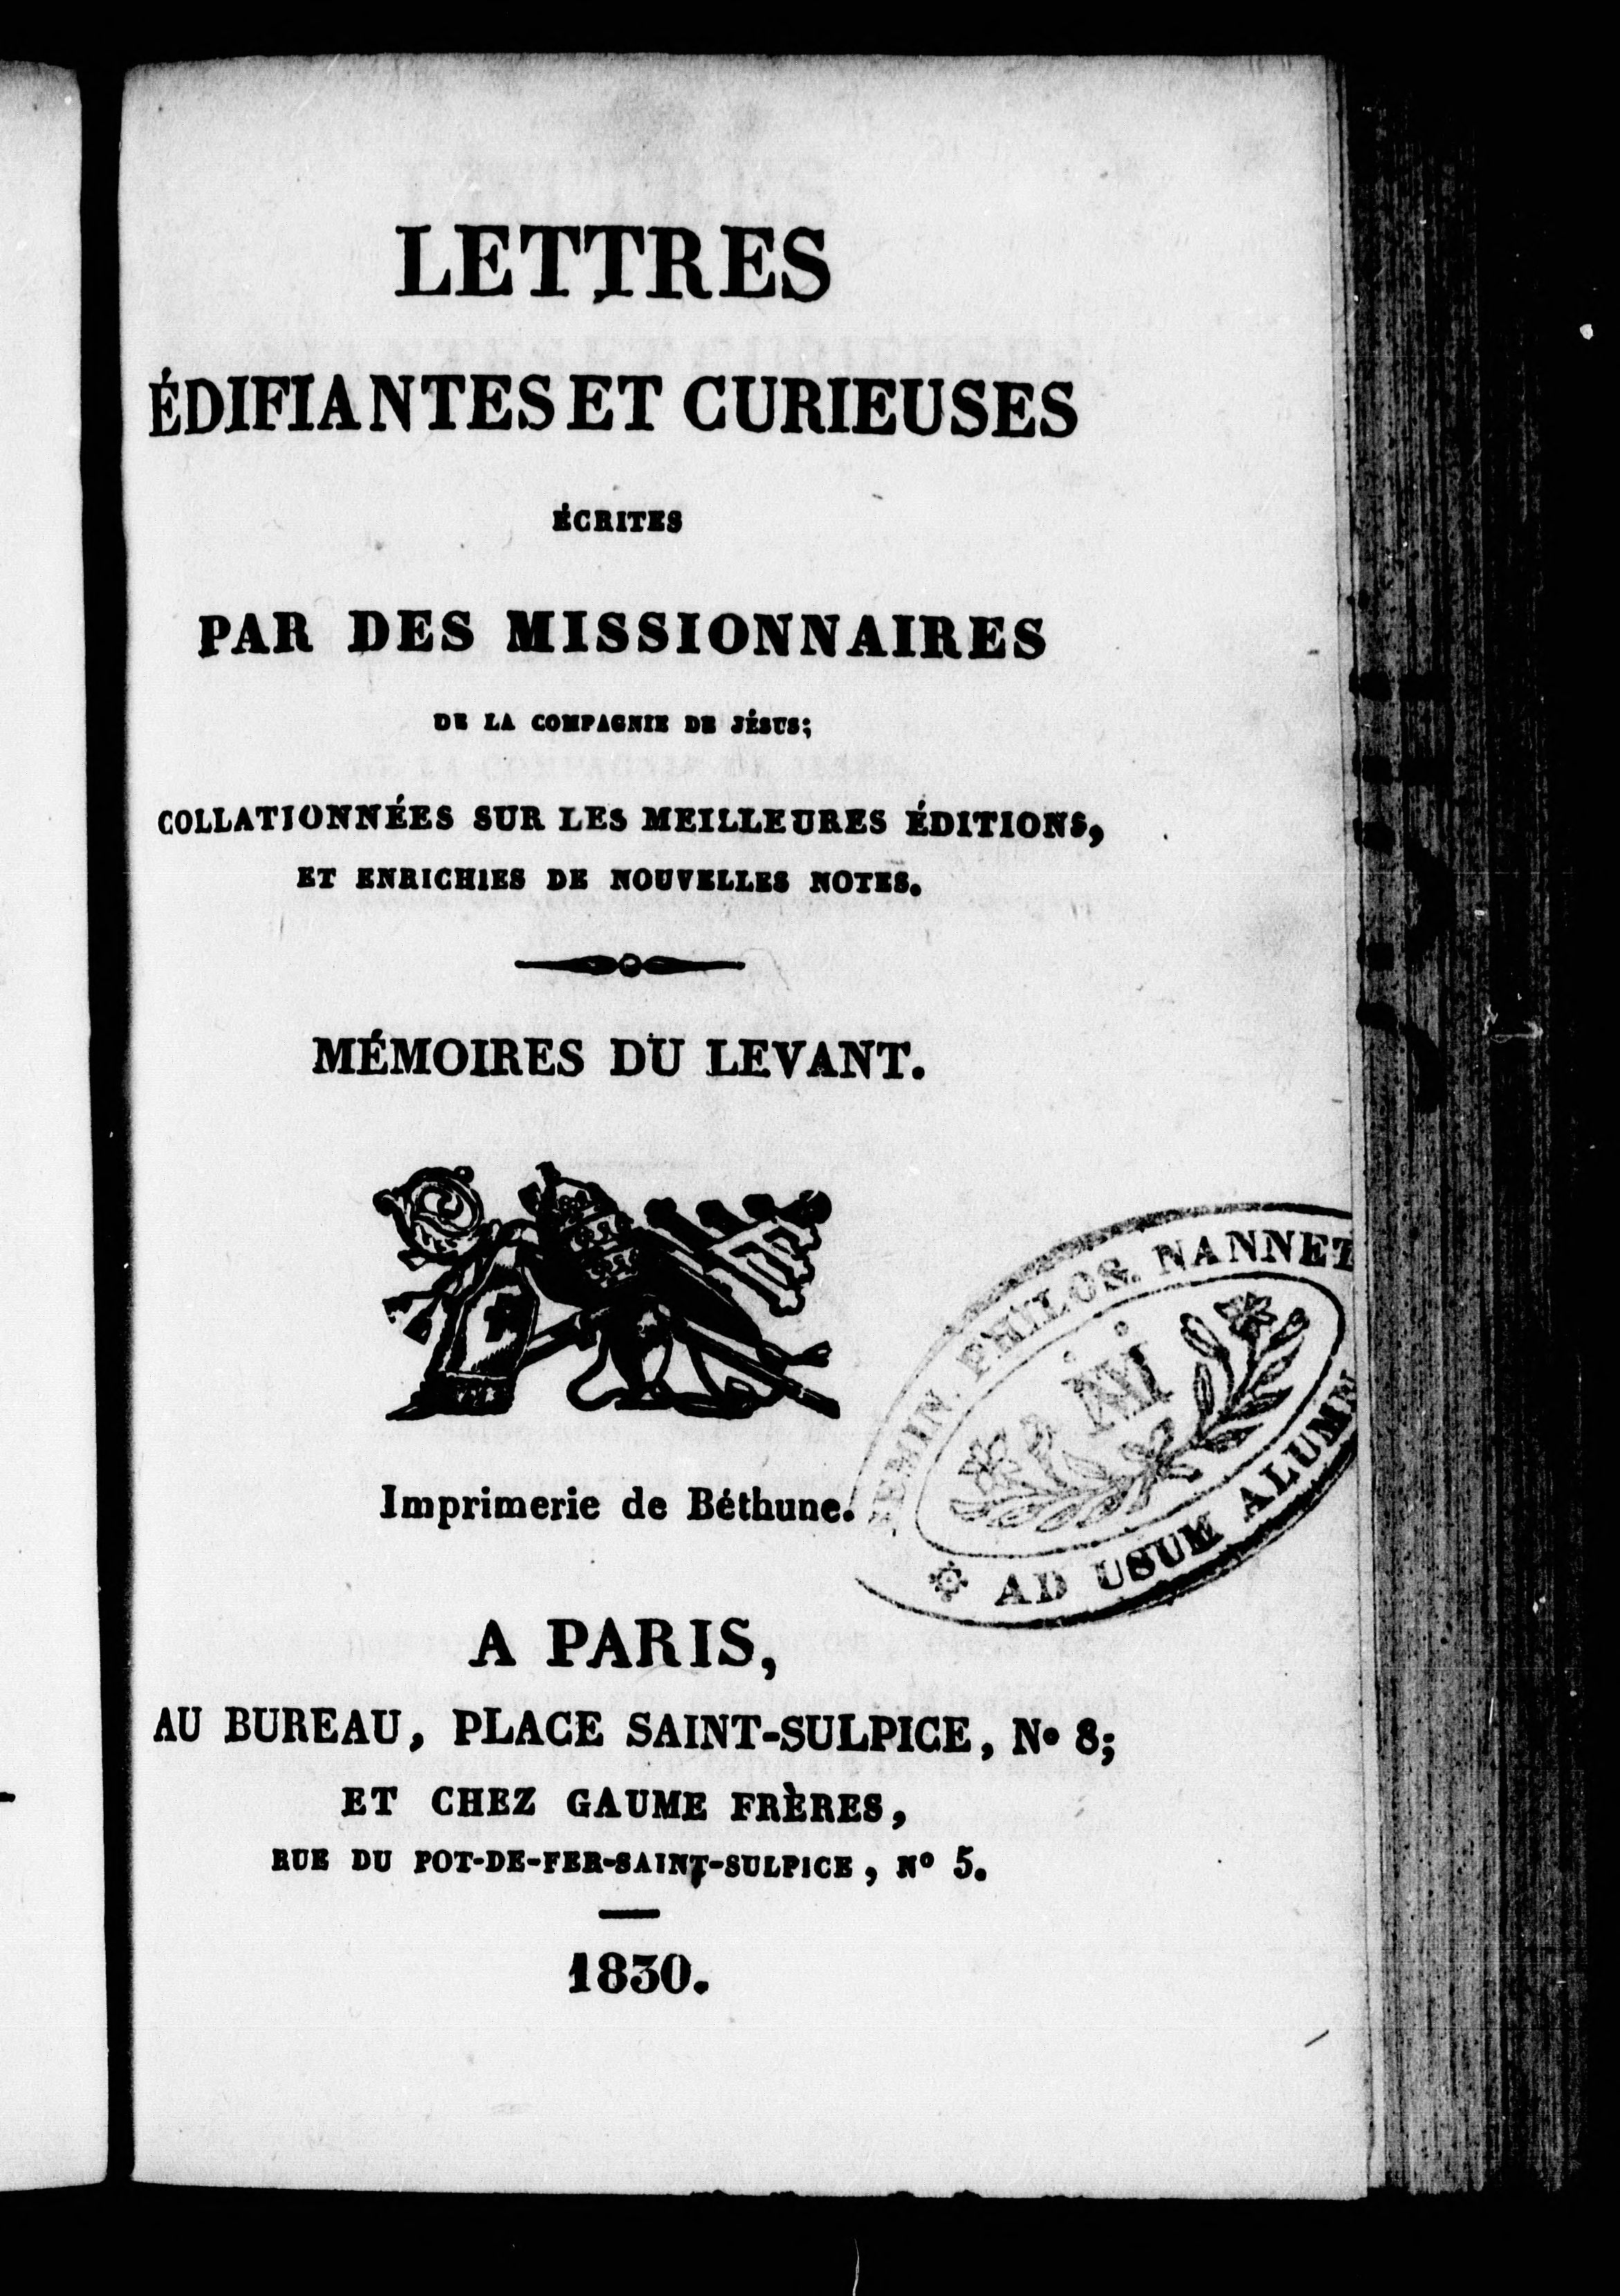 LETTRES
ÉDIFIANTES ET CURIEUSES
ÉCRITES
PAR DES MISSIONNAIRES
DE LA COMPAGNIE DE JÉSUS;
COLLATIONNÉES SUR LES MEILLEURES ÉDITIONS,
ET ENRICHIES DE NOUVELLES NOTES.
MÉMOIRES DU LEVANT.
Imprimerie de Béthune.
SEMIN. PHILOS. NANNET
AD USUM ALUMN
A PARIS,
AU BUREAU, PLACE SAINT-SULPICE, No 8;
ET CHEZ GAUME FRÈRES,
RUE DU POT-DE-FER-SAINT-SULPICE, No 5.
1830.